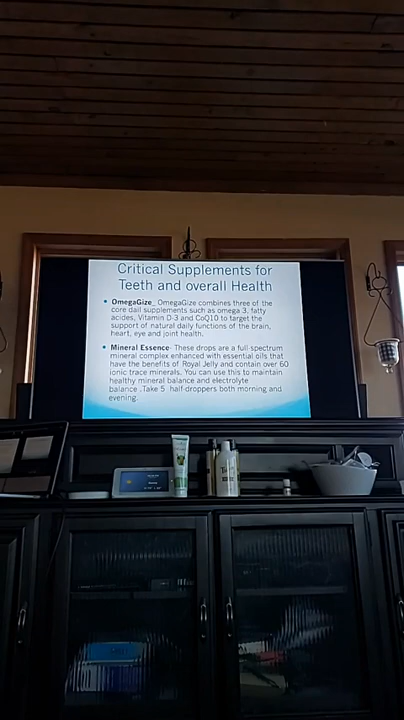 Critical Supplements for
Teeth and overall Health
• OmegaGize_ OmegaGize combines three of the
core dail supplements such as omega 3, fatty
acides, Vitamin D-3 and CoQ10 to target the
support of natural daily functions of the brain,
heart, eye and joint health.
• Mineral Essence- These drops are a full-spectrum
mineral complex enhanced with essential oils that
have the benefits of Royal Jelly and contain over 60
ionic trace minerals. You can use this to maintain
healthy mineral balance and electrolyte
balance .Take 5 half-droppers both morning and
evening.